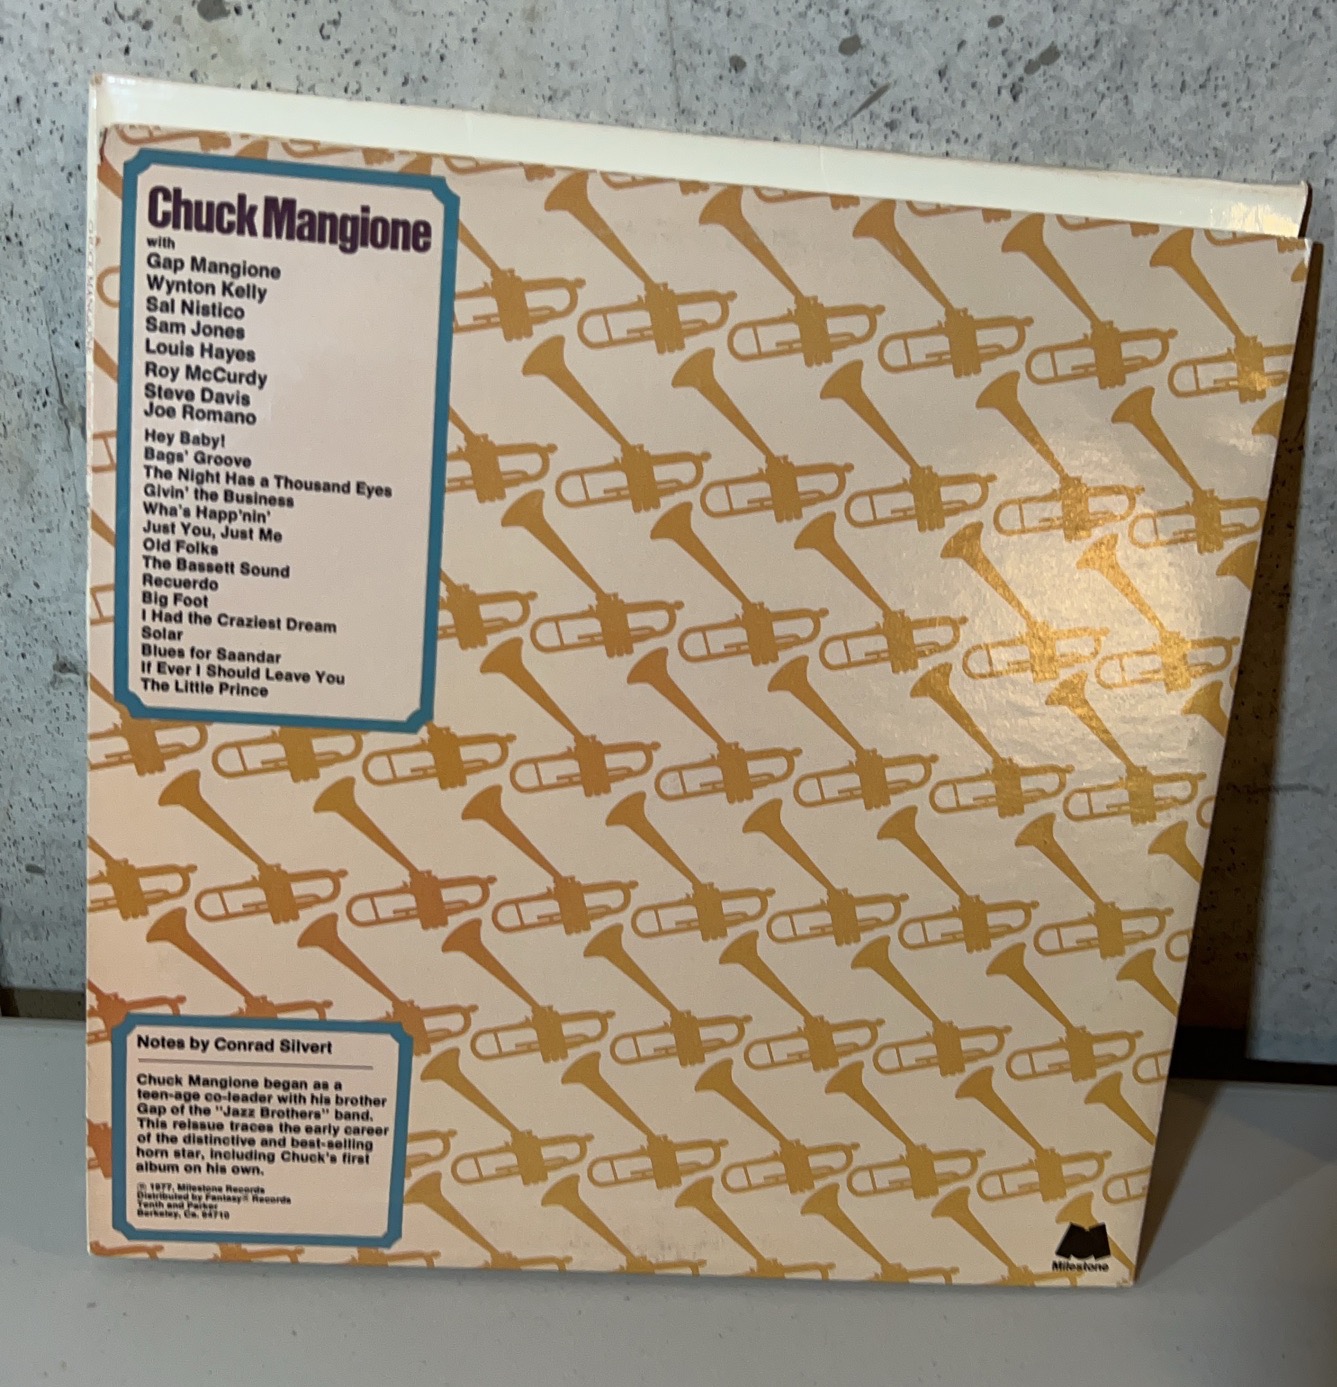 Chuck Mangione
with
Gap Mangione
Wynton Kelly
Sal Nistico
Sam Jones
Louis Hayes
Roy McCurdy
Steve Davis
Joe Romano
Hey Baby!
Bags' Groove
The Night Has a Thousand Eyes
Givin' the Business
Wha's Happ'nin'
Just You, Just Me
Old Folks
The Bassett Sound
Recuerdo
Big Foot
I Had the Craziest Dream
Solar
Blues for Saandar
If Ever I Should Leave You
The Little Prince
Notes by Conrad Silvert
Chuck Mangione began as a
teen-age co-leader with his brother
Gap of the "Jazz Brothers" band.
This reissue traces the early career
of the distinctive and best-selling
horn star, including Chuck's first
album on his own.
℗ 1977, Milestone Records
Distributed by Fantasy® Records
Tenth and Parker
Berkeley, Ca. 94710
Milestone